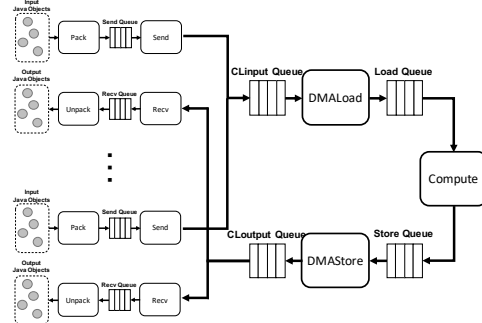 Input
Java Objects
Pack
Send Queue
Send
Output
Java Objects
Unpack
Recv Queue
Recv
CLinput Queue
DMALoad
Load Queue
Compute
Input
Java Objects
Pack
Send Queue
Send
CLoutput Queue
DMAStore
Store Queue
Output
Java Objects
Unpack
Recv Queue
Recv